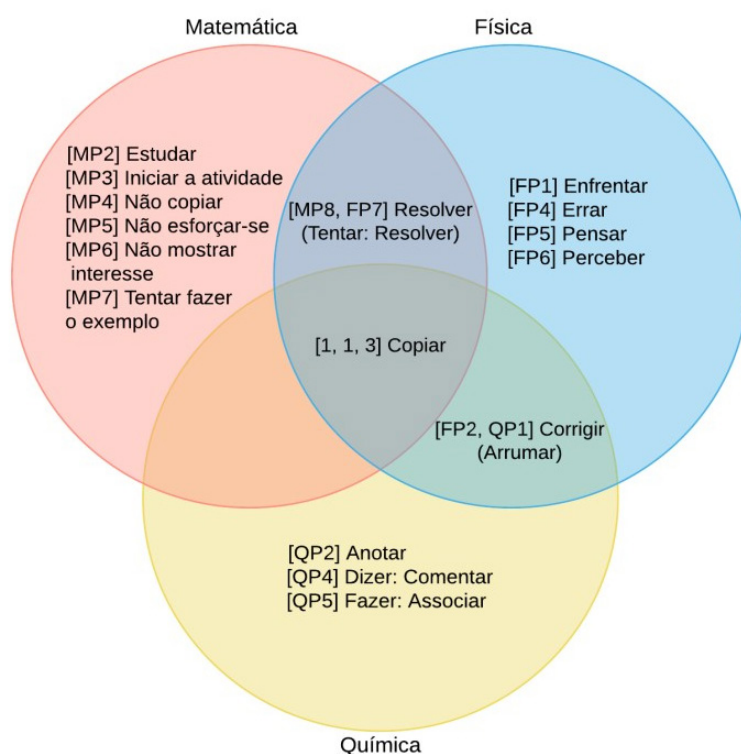 Matemática
Física
[MP2] Estudar
[MP3] Iniciar a atividade
[MP4] Não copiar
[MP5] Não esforçar-se
[MP6] Não mostrar
interesse
[MP7] Tentar fazer
o exemplo
[MP8, FP7] Resolver
(Tentar: Resolver)
[FP1] Enfrentar
[FP4] Errar
[FP5] Pensar
[FP6] Perceber
[1, 1, 3] Copiar
[FP2, QP1] Corrigir
(Arrumar)
[QP2] Anotar
[QP4] Dizer: Comentar
[QP5] Fazer: Associar
Química